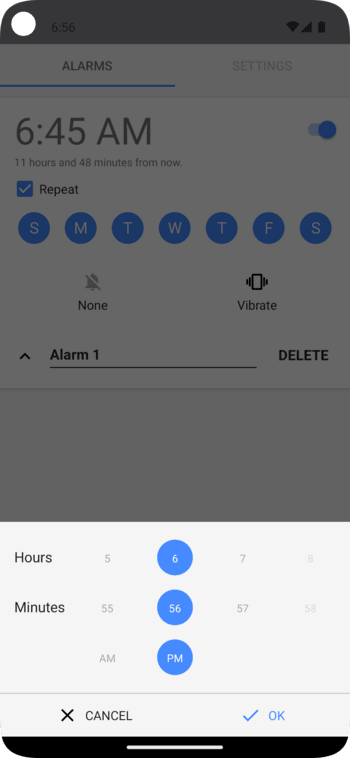 6:56
ALARMS SETTINGS
6:45 AM
11 hours and 48 minutes from now.
Repeat
S M T W T F S
None Vibrate
Alarm 1 DELETE
Hours 5 6 7 8
Minutes 55 56 57 58
AM PM
CANCEL OK